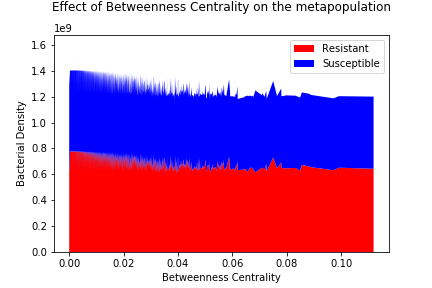 Effect of Betweenness Centrality on the metapopulation
1e9
Resistant
Susceptible
1.6
1.4
1.2
1.0
0.8
0.6
0.4
0.2
0.0
Bacterial Density
0.00 0.02 0.04 0.06 0.08 0.10
Betweenness Centrality